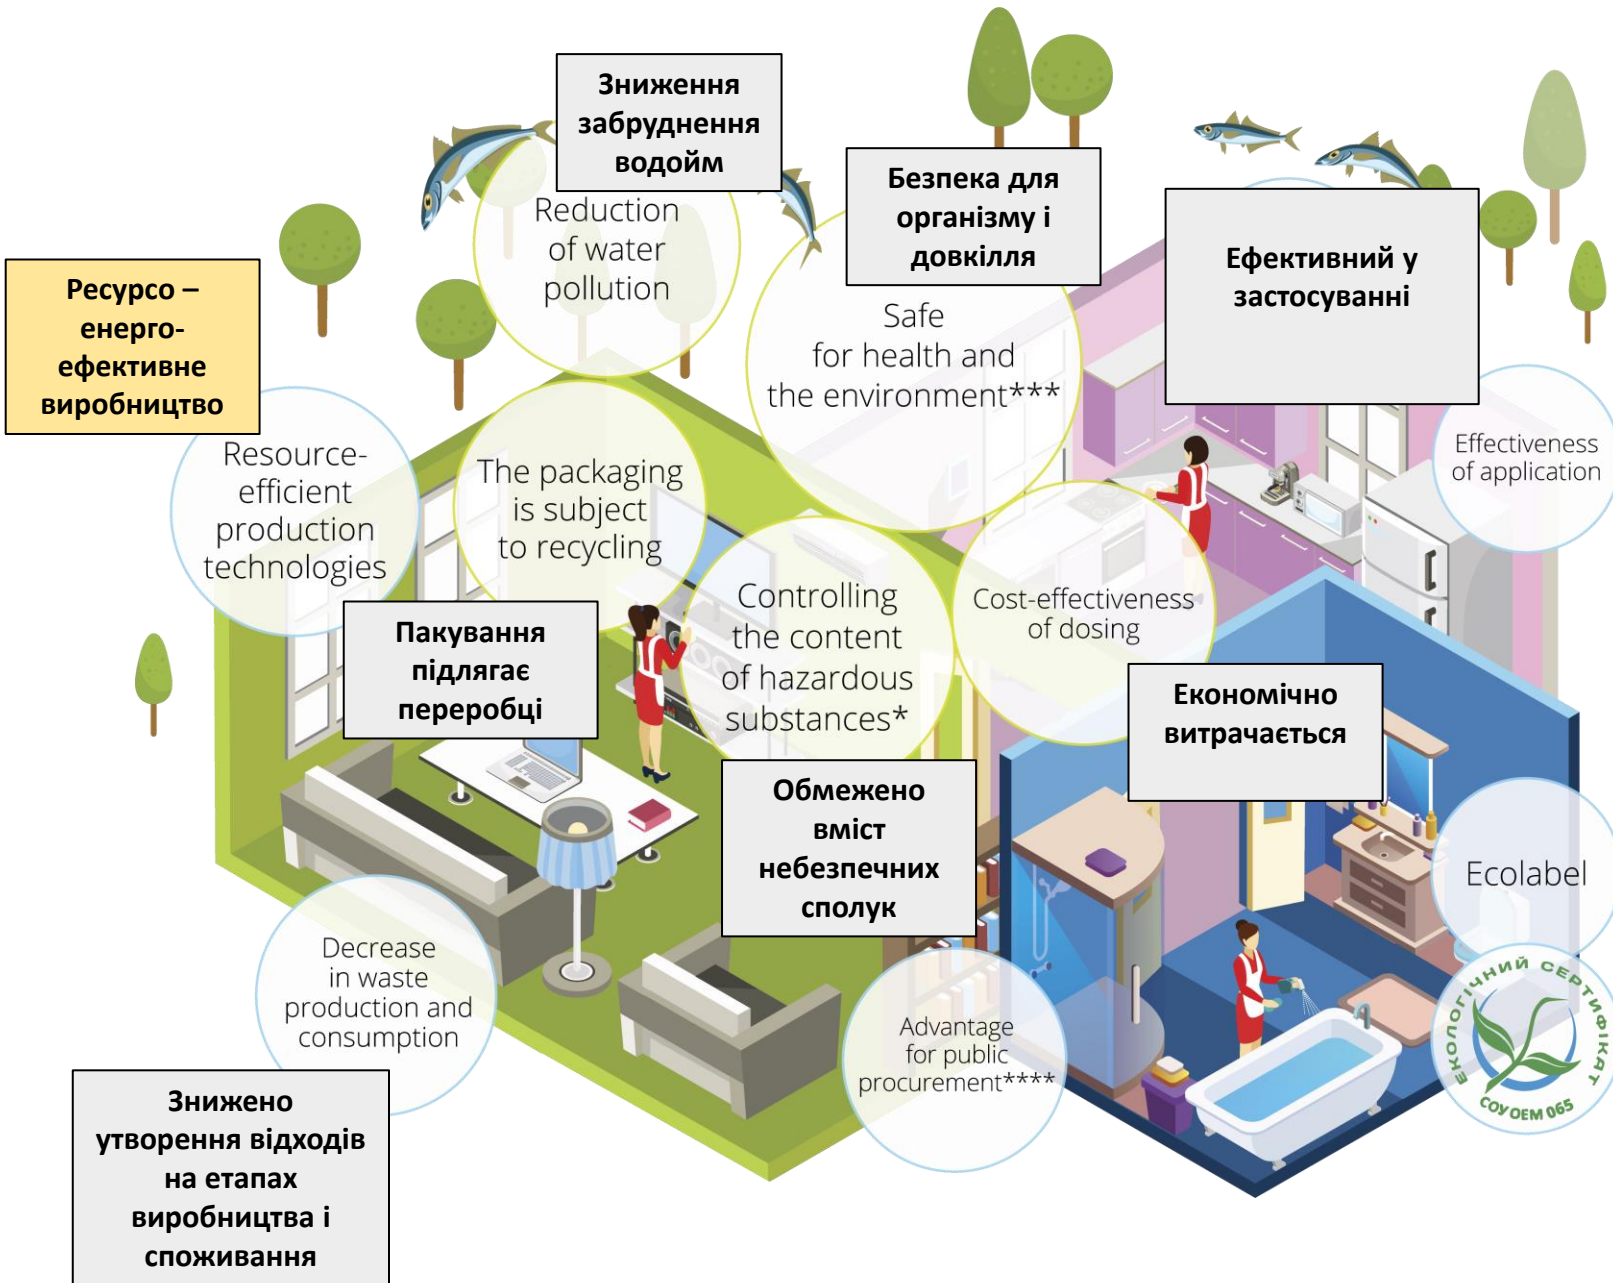 Зниження
забруднення
водойм
Reduction
of water
pollution
Безпека для
організму і
довкілля
Safe
for health and
the environment***
Ефективний у
застосуванні
Effectiveness
of application
Ресурсо –
енерго-
ефективне
виробництво
Resource-
efficient
production
technologies
The packaging
is subject
to recycling
Пакування
підлягає
переробці
Controlling
the content
of hazardous
substances*
Обмежено
вміст
небезпечних
сполук
Cost-effectiveness
of dosing
Економічно
витрачається
Ecolabel
ЕКОЛОГІЧНИЙ СЕРТИФІКАТ
СОУ ОЕМ 065
Decrease
in waste
production and
consumption
Знижено
утворення відходів
на етапах
виробництва і
споживання
Advantage
for public
procurement****